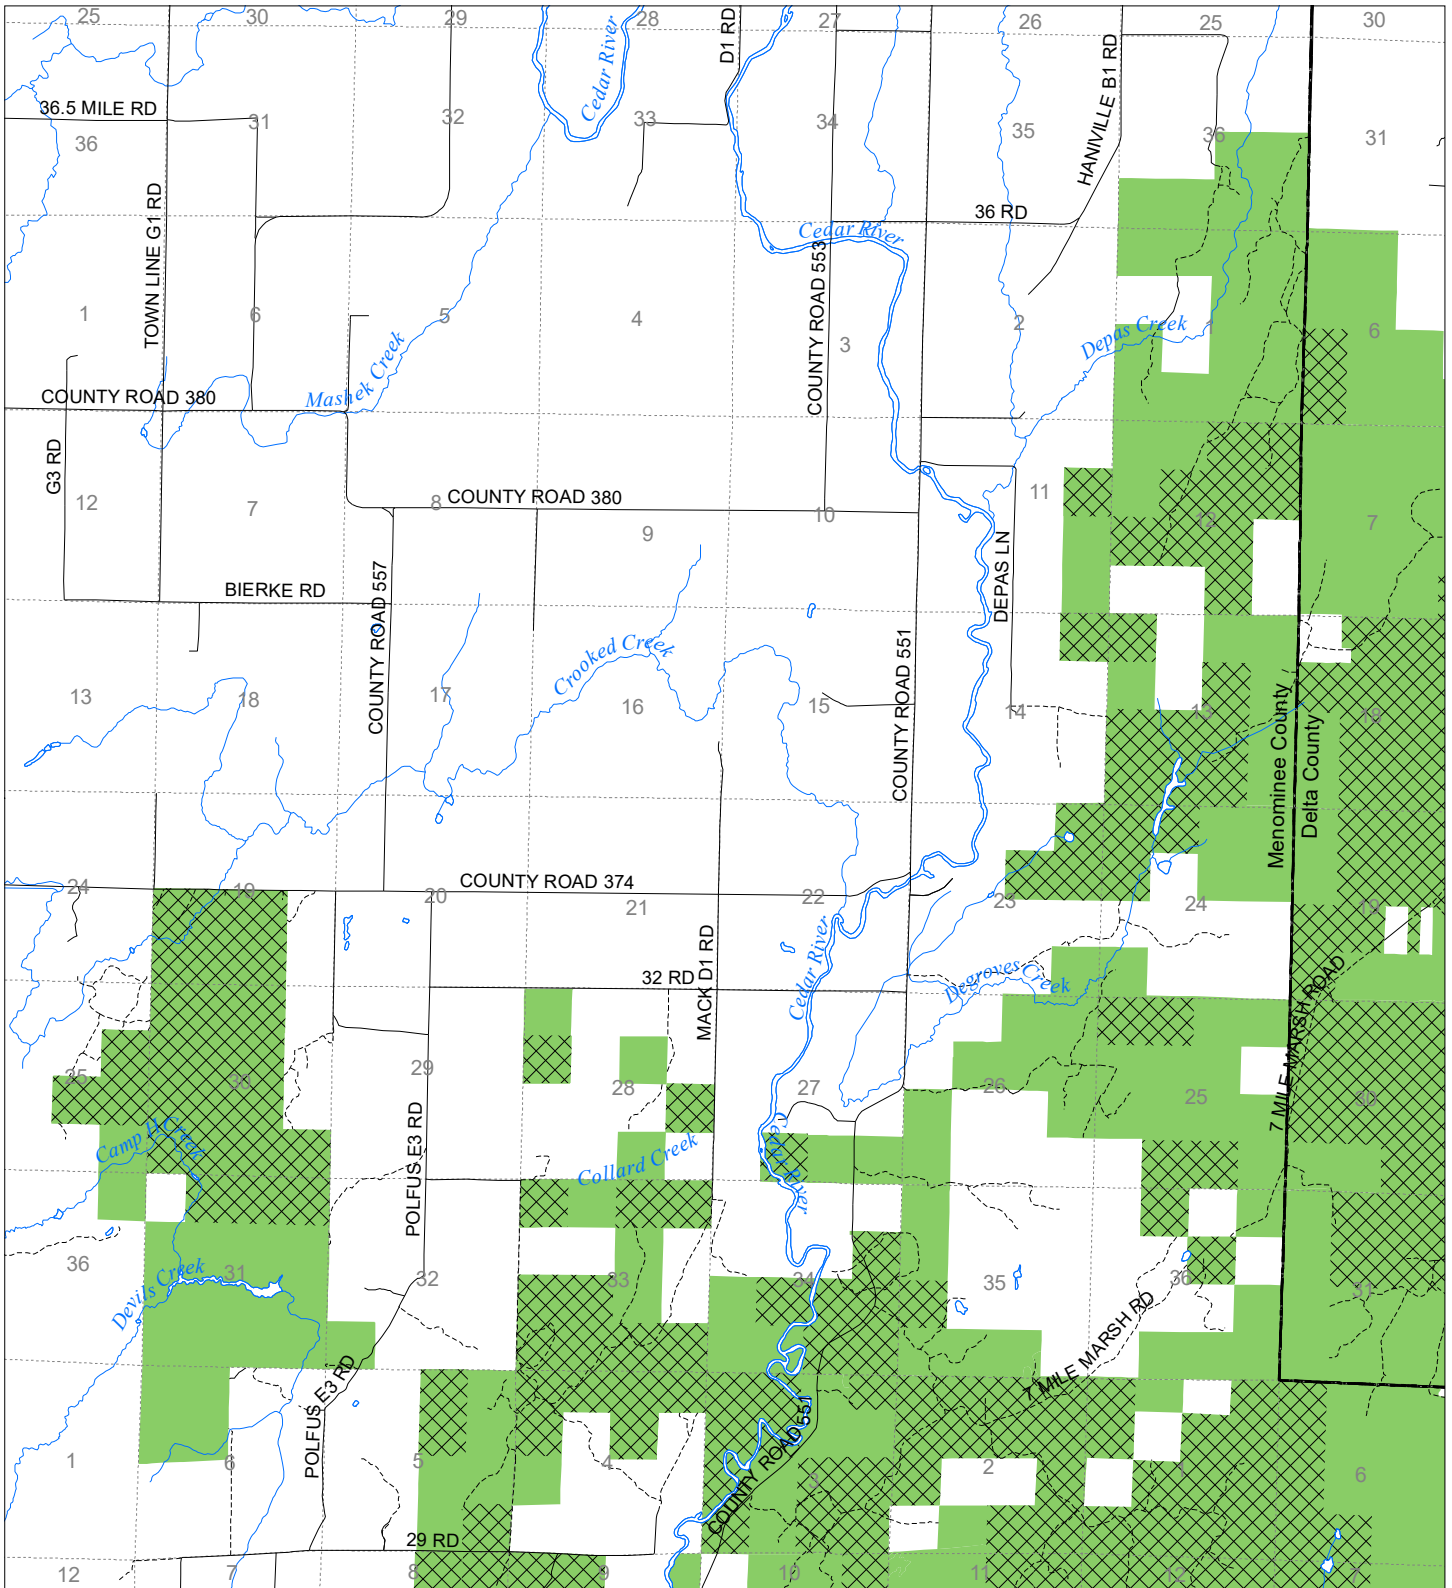 25
30
29
28
27
26
25
30
Cedar River
D1 RD
HANIVILLE B1 RD
36.5 MILE RD
36
31
32
33
34
35
36
31
TOWN LINE G1 RD
36 RD
Cedar River
COUNTY ROAD 553
1
6
5
4
3
2
1
6
Depas Creek
Mashek Creek
COUNTY ROAD 380
G3 RD
12
7
8
COUNTY ROAD 380
9
10
11
12
7
DEPAS LN
BIERKE RD
COUNTY ROAD 557
COUNTY ROAD 551
Crooked Creek
13
18
17
16
15
14
13
18
Menominee County
Delta County
24
19
20
COUNTY ROAD 374
21
22
23
24
19
MACK D1 RD
Cedar River
32 RD
Degroves Creek
7 MILE MARSH ROAD
25
30
29
28
27
26
25
30
POLFUS E3 RD
Camp H Creek
Collard Creek
Cedar River
36
31
32
33
34
35
36
31
Devils Creek
7 MILE MARSH RD
POLFUS E3 RD
COUNTY ROAD 551
1
6
5
4
3
2
1
6
29 RD
12
7
8
9
10
11
12
7